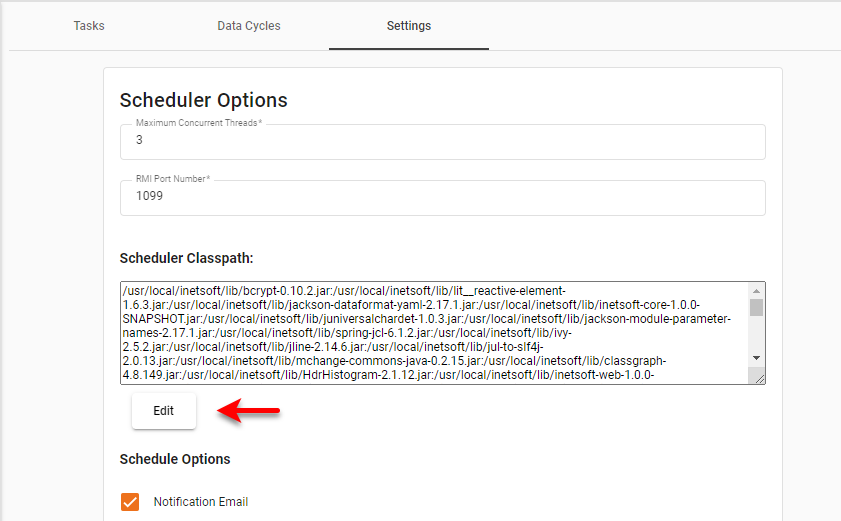 Tasks
Data Cycles
Settings
Scheduler Options
Maximum Concurrent Threads*
3
RMI Port Number*
1099
Scheduler Classpath:
/usr/local/inetsoft/lib/bcrypt-0.10.2.jar:/usr/local/inetsoft/lib/lit__reactive-element-
1.6.3.jar:/usr/local/inetsoft/lib/jackson-dataformat-yaml-2.17.1.jar:/usr/local/inetsoft/lib/inetsoft-core-1.0.0-
SNAPSHOT.jar:/usr/local/inetsoft/lib/juniversalchardet-1.0.3.jar:/usr/local/inetsoft/lib/jackson-module-parameter-
names-2.17.1.jar:/usr/local/inetsoft/lib/spring-jcl-6.1.2.jar:/usr/local/inetsoft/lib/ivy-
2.5.2.jar:/usr/local/inetsoft/lib/jline-2.14.6.jar:/usr/local/inetsoft/lib/jul-to-slf4j-
2.0.13.jar:/usr/local/inetsoft/lib/mchange-commons-java-0.2.15.jar:/usr/local/inetsoft/lib/classgraph-
4.8.149.jar:/usr/local/inetsoft/lib/HdrHistogram-2.1.12.jar:/usr/local/inetsoft/lib/inetsoft-web-1.0.0-
Edit
Schedule Options
Notification Email